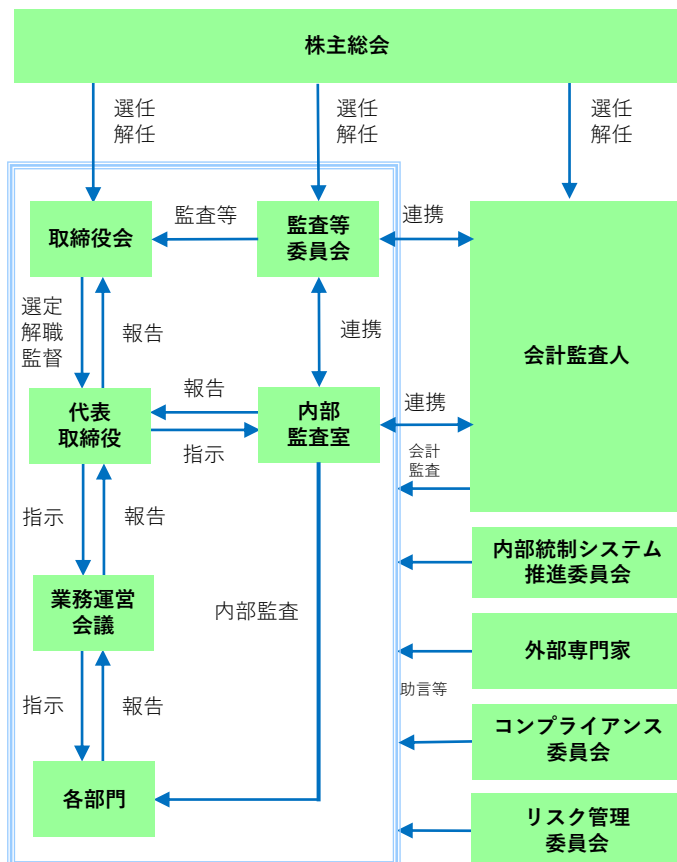 株主総会
選任
解任
選任
解任
選任
解任
取締役会
監査等
監査等
委員会
連携
会計監査人
選定
解職
監督
報告
連携
代表
取締役
報告
指示
内部
監査室
連携
会計
監査
指示
報告
内部統制システム
推進委員会
業務運営
会議
内部監査
外部専門家
助言等
指示
報告
コンプライアンス
委員会
各部門
リスク管理
委員会